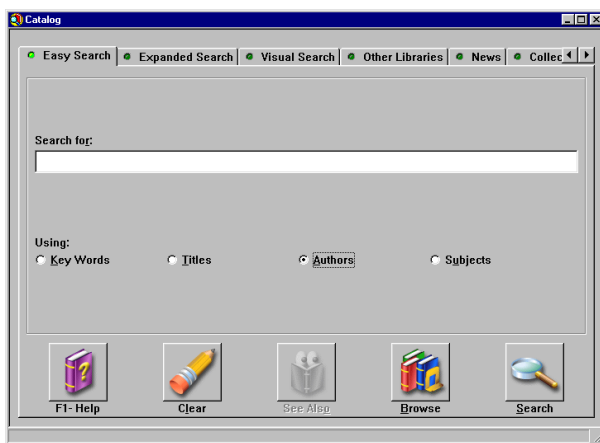 Catalog
Easy Search Expanded Search Visual Search Other Libraries News Collec
Search for:
Using:
Key Words Titles Authors Subjects
F1- Help Clear See Also Browse Search